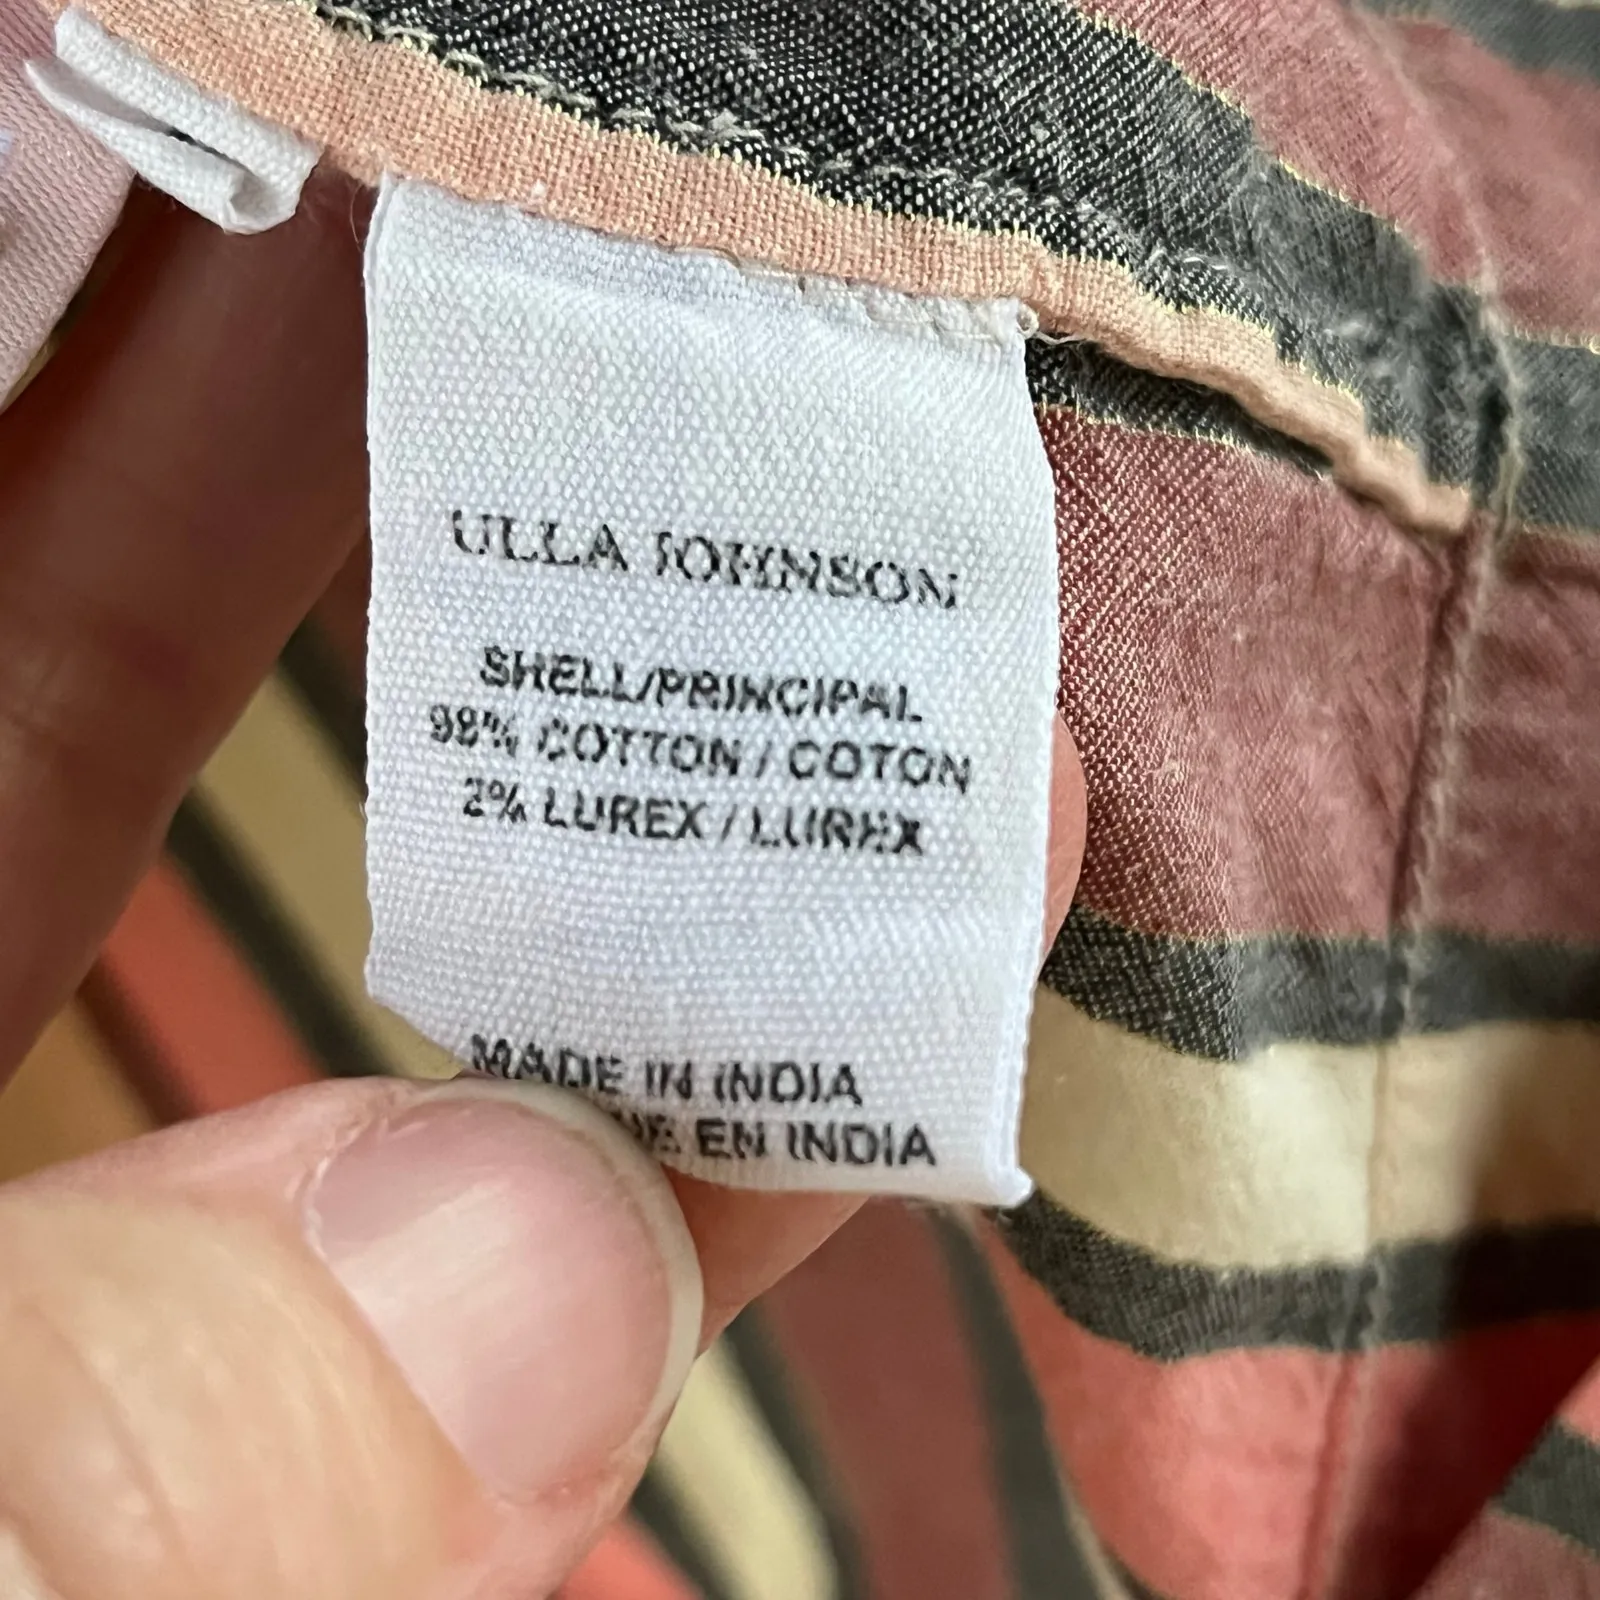 ULLA JOHNSON
SHELL/PRINCIPAL
98% COTTON / COTON
2% LUREX / LUREX
MADE IN INDIA
EN INDIA